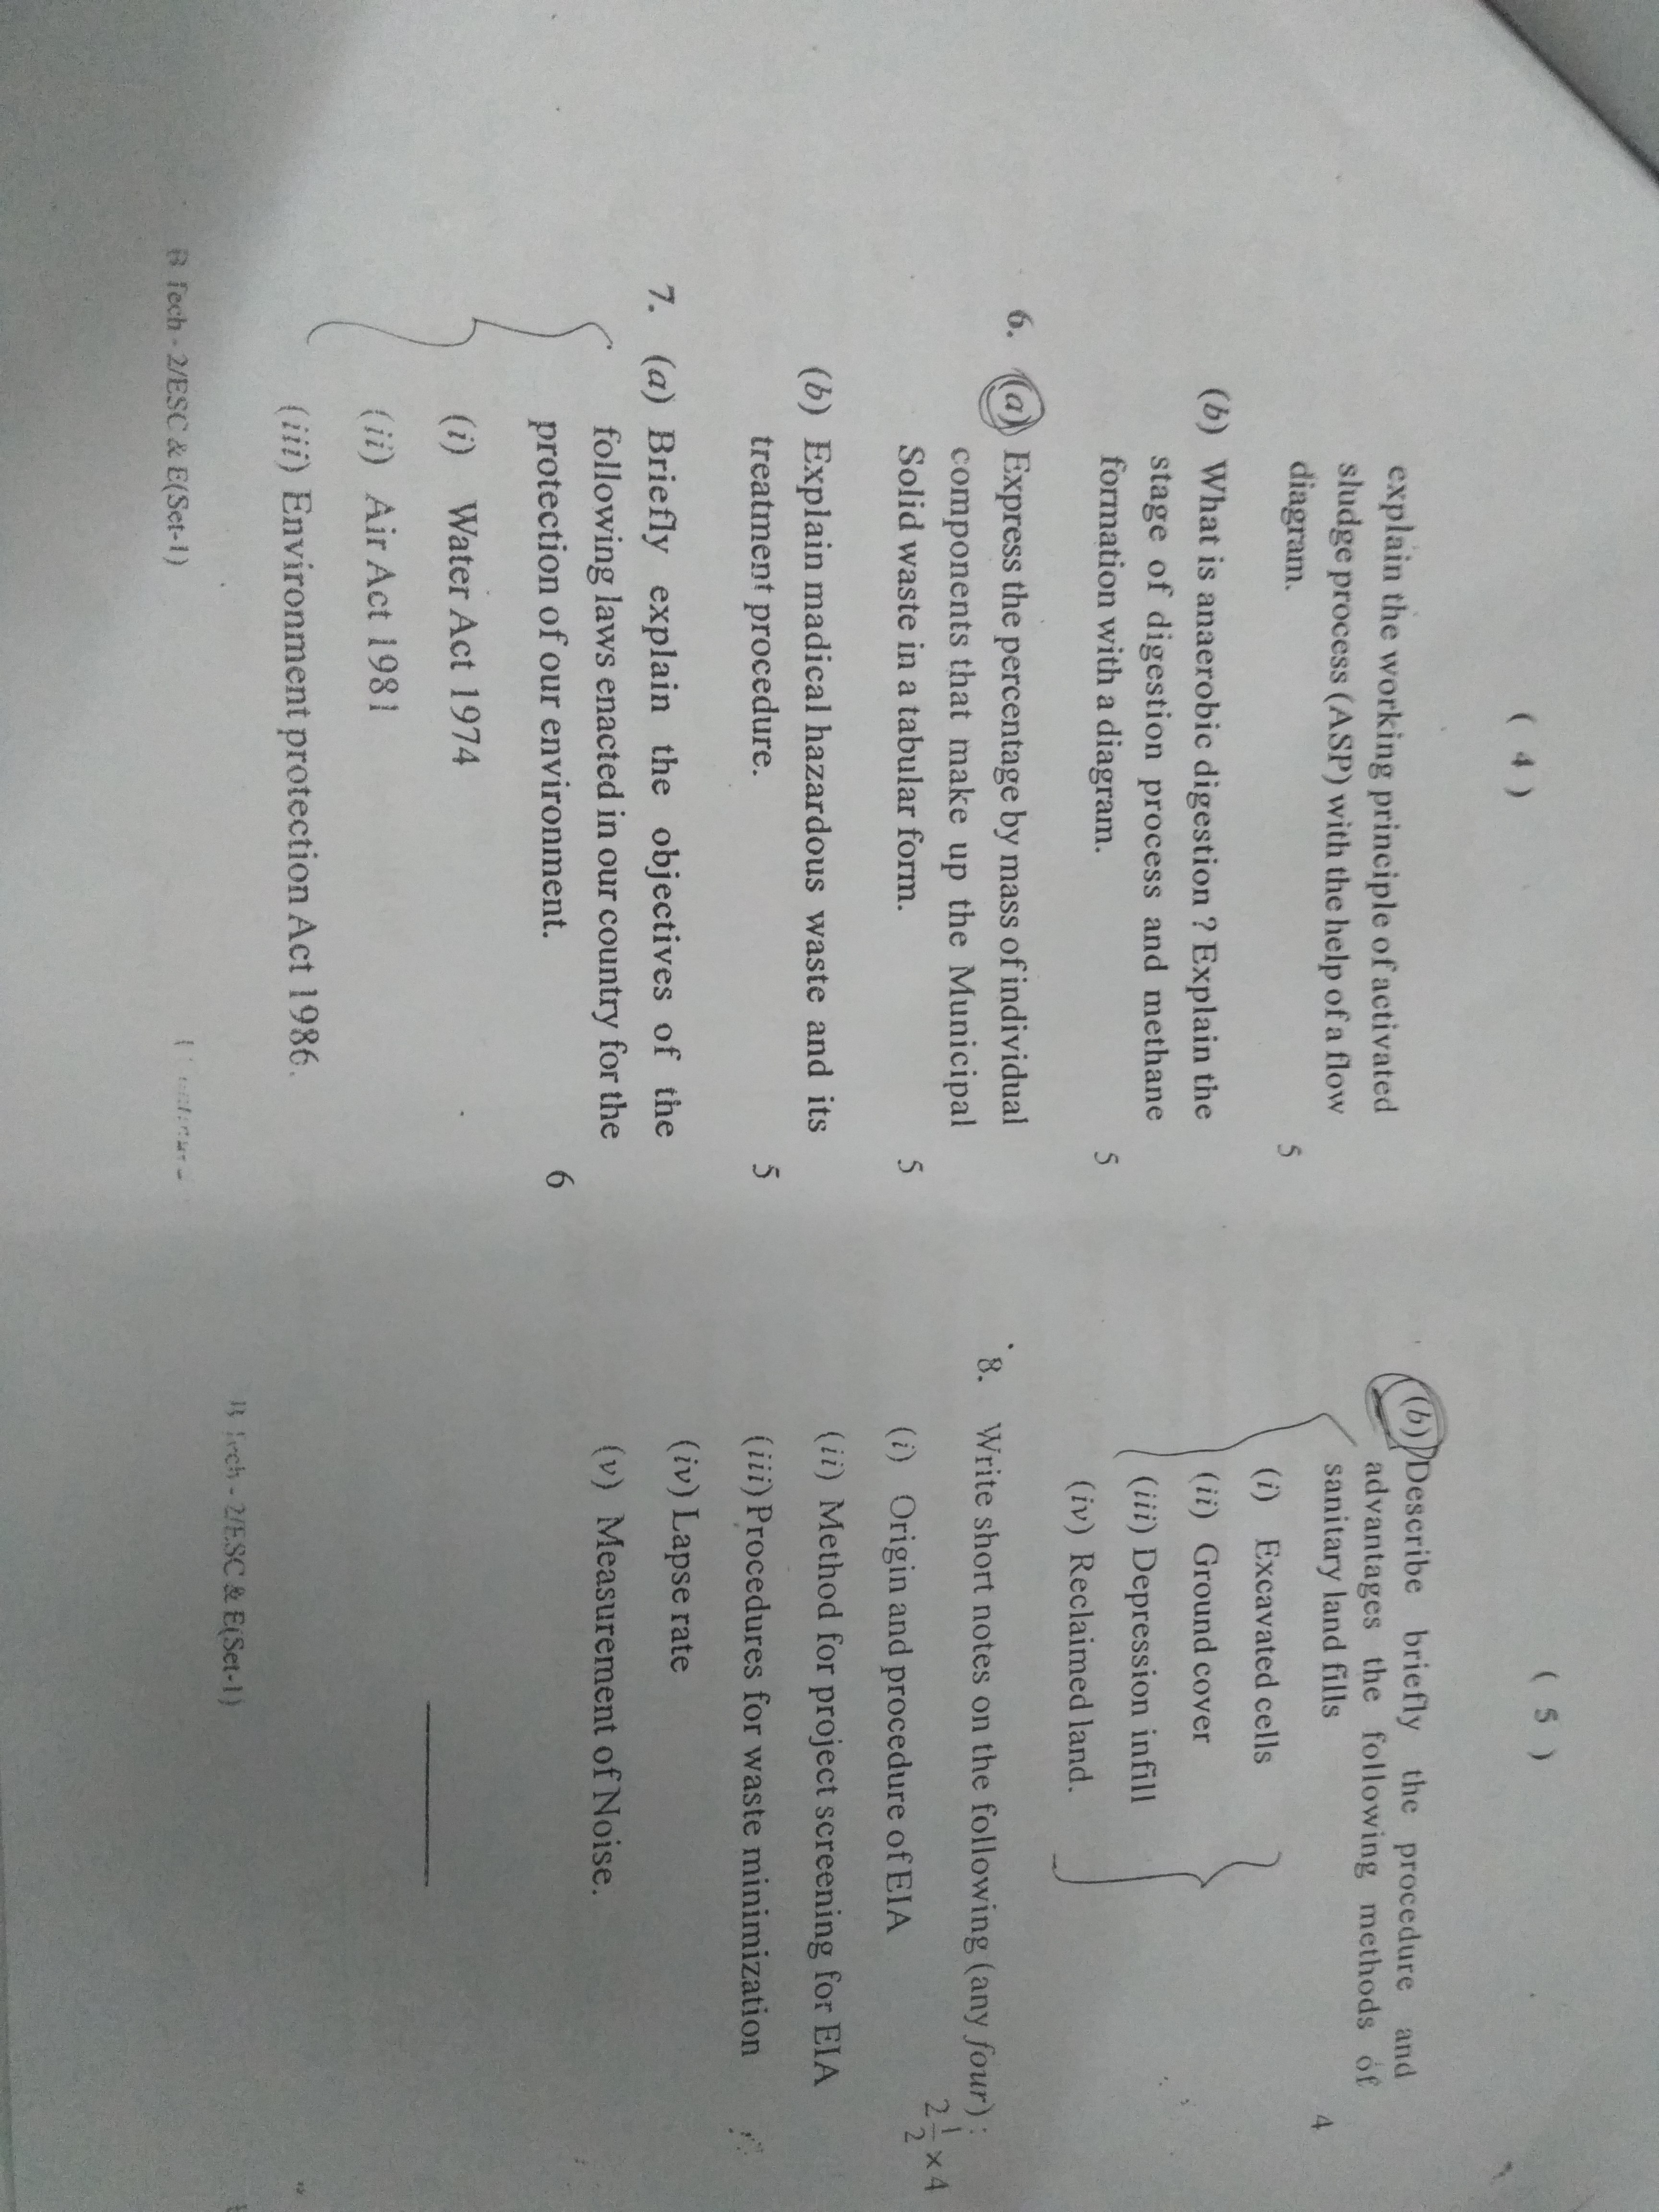 ( 4 )
explain the working principle of activated
sludge process (ASP) with the help of a flow
diagram. 5
(b) What is anaerobic digestion ? Explain the
stage of digestion process and methane
formation with a diagram. 5
6. (a) Express the percentage by mass of individual
components that make up the Municipal
Solid waste in a tabular form. 5
(b) Explain madical hazardous waste and its
treatment procedure. 5
7. (a) Briefly explain the objectives of the
following laws enacted in our country for the
protection of our environment. 6
(i) Water Act 1974
(ii) Air Act 1981
(iii) Environment protection Act 1986.
B Tech - 2/ESC & E(Set-1)
( 5 )
(b) Describe briefly the procedure and
advantages the following methods of
sanitary land fills 4
(i) Excavated cells
(ii) Ground cover
(iii) Depression infill
(iv) Reclaimed land.
8. Write short notes on the following (any four) :
2 1/2 × 4
(i) Origin and procedure of EIA
(ii) Method for project screening for EIA
(iii) Procedures for waste minimization
(iv) Lapse rate
(v) Measurement of Noise.
B Tech - 2/ESC & E(Set-1)